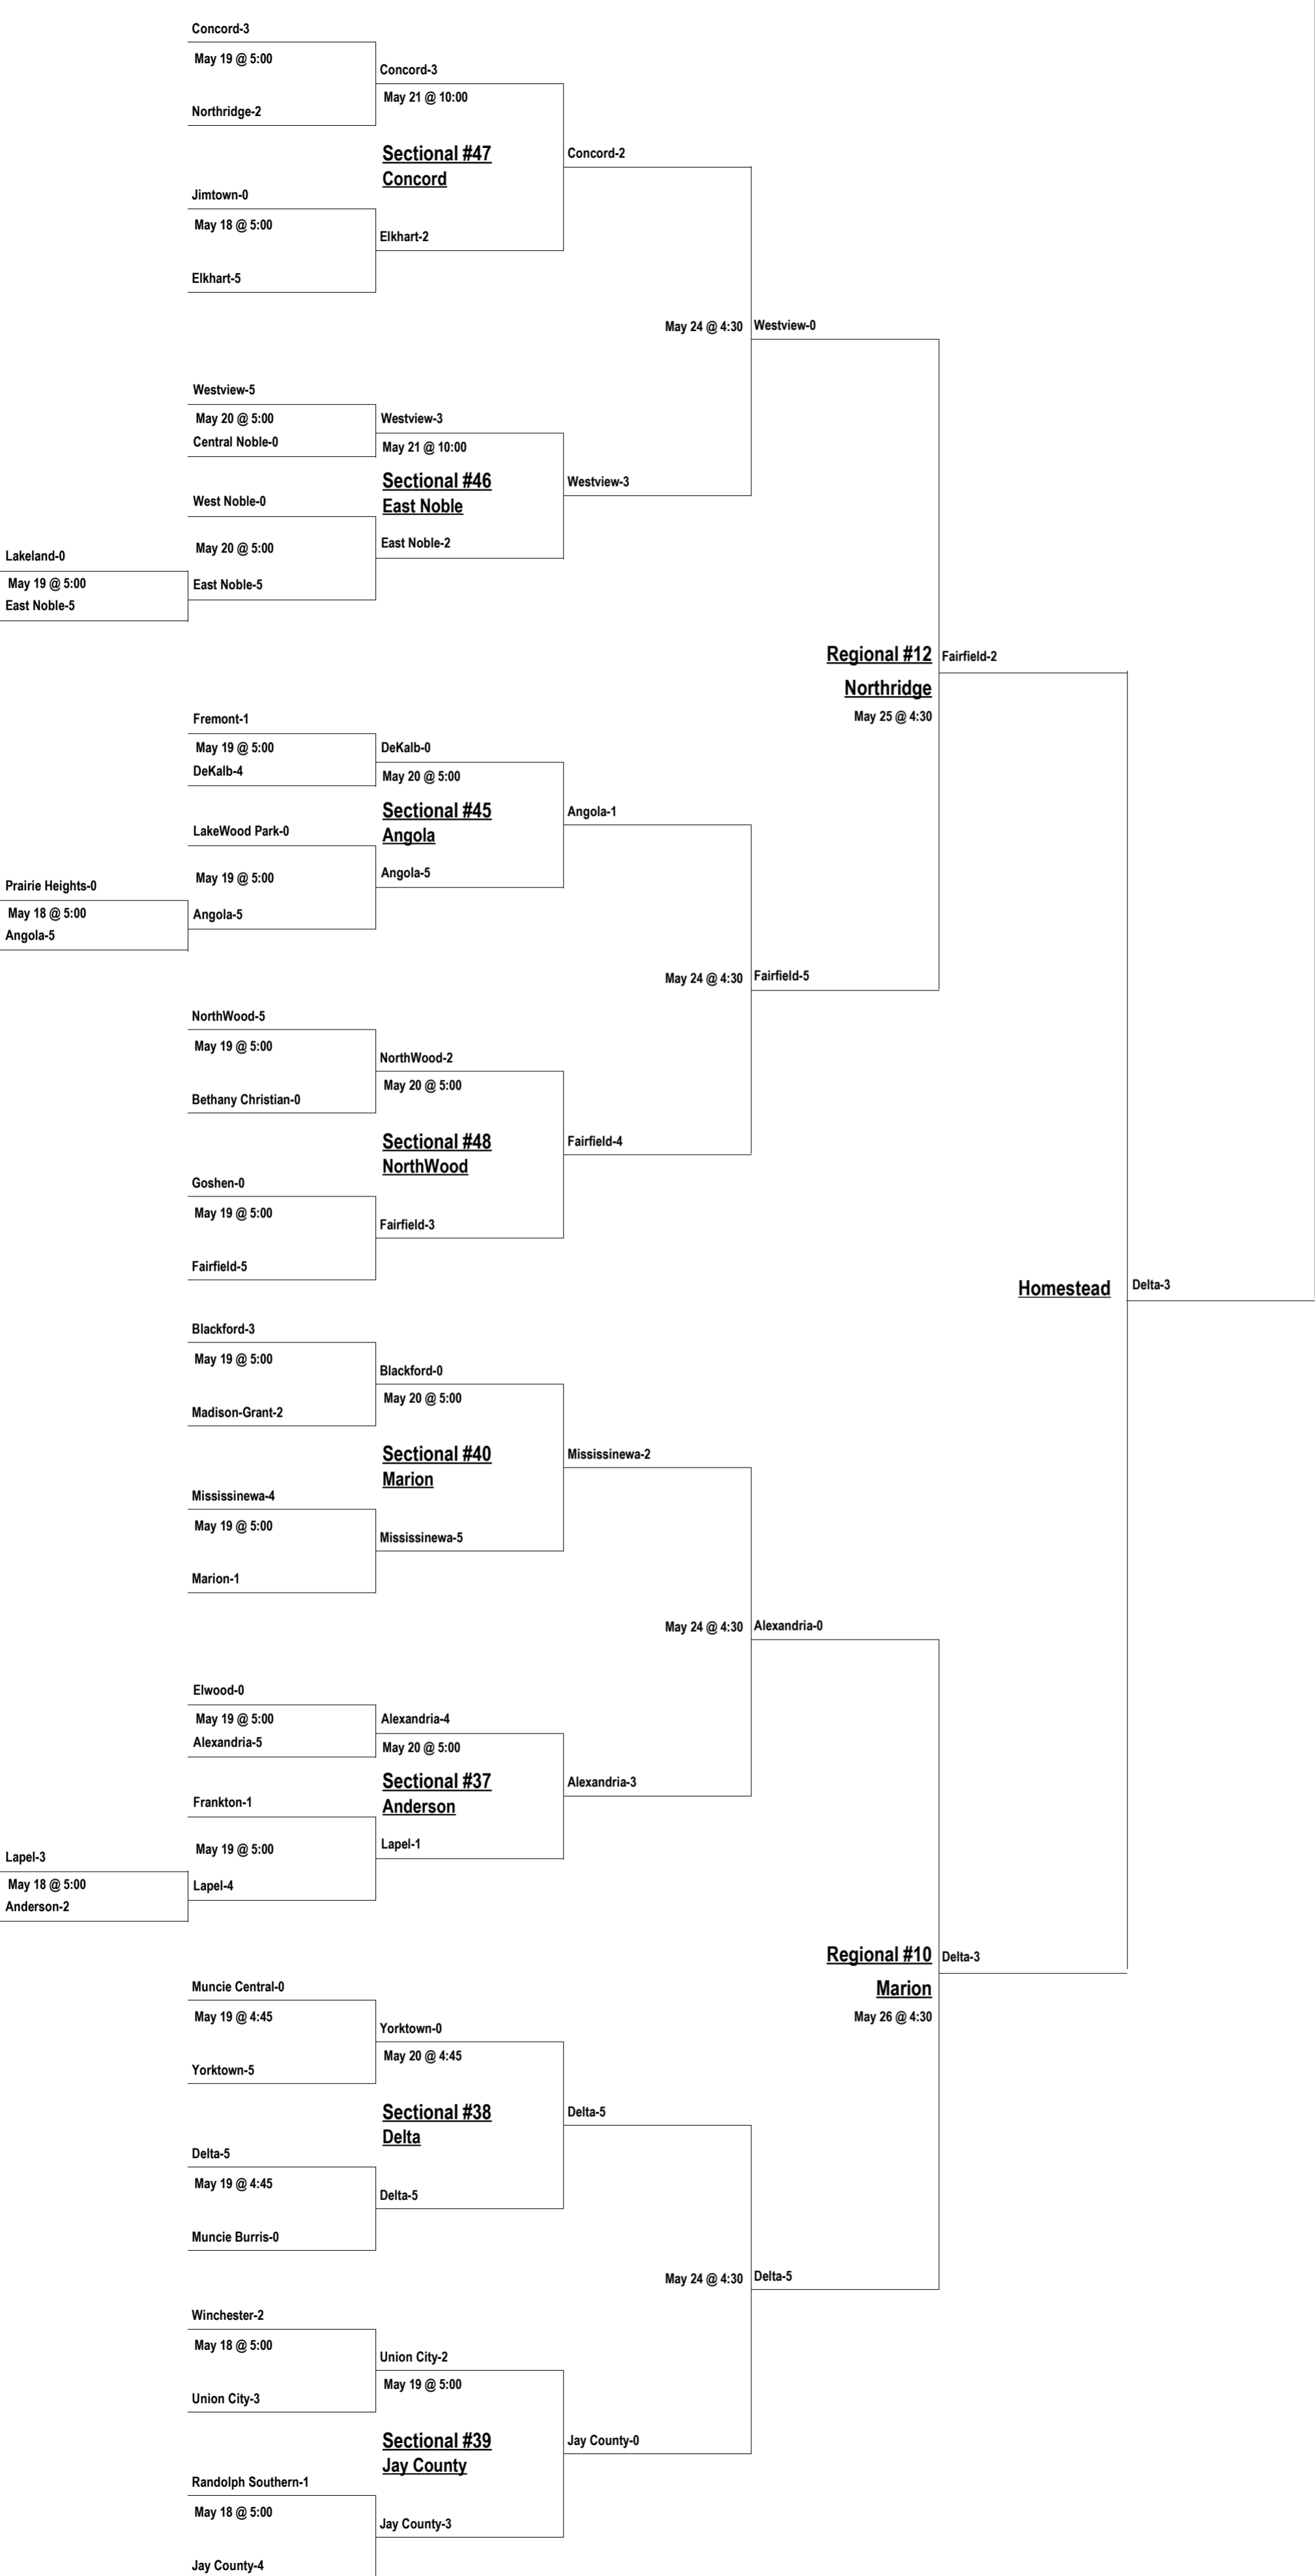 Concord-3
May 19 @ 5:00
Concord-3
May 21 @ 10:00
Northridge-2
Sectional #47
Concord
Concord-2
Jimtown-0
May 18 @ 5:00
Elkhart-2
Elkhart-5
May 24 @ 4:30
Westview-0
Westview-5
May 20 @ 5:00
Westview-3
Central Noble-0
May 21 @ 10:00
Sectional #46
East Noble
Westview-3
West Noble-0
May 20 @ 5:00
East Noble-2
Lakeland-0
May 19 @ 5:00
East Noble-5
East Noble-5
Regional #12
Northridge
May 25 @ 4:30
Fairfield-2
Fremont-1
May 19 @ 5:00
DeKalb-0
DeKalb-4
May 20 @ 5:00
Sectional #45
Angola
Angola-1
LakeWood Park-0
May 19 @ 5:00
Angola-5
Prairie Heights-0
May 18 @ 5:00
Angola-5
Angola-5
May 24 @ 4:30
Fairfield-5
NorthWood-5
May 19 @ 5:00
NorthWood-2
May 20 @ 5:00
Bethany Christian-0
Sectional #48
NorthWood
Fairfield-4
Goshen-0
May 19 @ 5:00
Fairfield-3
Fairfield-5
Homestead
Delta-3
Blackford-3
May 19 @ 5:00
Blackford-0
May 20 @ 5:00
Madison-Grant-2
Sectional #40
Marion
Mississinewa-2
Mississinewa-4
May 19 @ 5:00
Mississinewa-5
Marion-1
May 24 @ 4:30
Alexandria-0
Elwood-0
May 19 @ 5:00
Alexandria-4
Alexandria-5
May 20 @ 5:00
Sectional #37
Anderson
Alexandria-3
Frankton-1
May 19 @ 5:00
Lapel-1
Lapel-3
May 18 @ 5:00
Lapel-4
Anderson-2
Regional #10
Marion
May 26 @ 4:30
Delta-3
Muncie Central-0
May 19 @ 4:45
Yorktown-0
May 20 @ 4:45
Yorktown-5
Sectional #38
Delta
Delta-5
Delta-5
May 19 @ 4:45
Delta-5
Muncie Burris-0
May 24 @ 4:30
Delta-5
Winchester-2
May 18 @ 5:00
Union City-2
May 19 @ 5:00
Union City-3
Sectional #39
Jay County
Jay County-0
Randolph Southern-1
May 18 @ 5:00
Jay County-3
Jay County-4